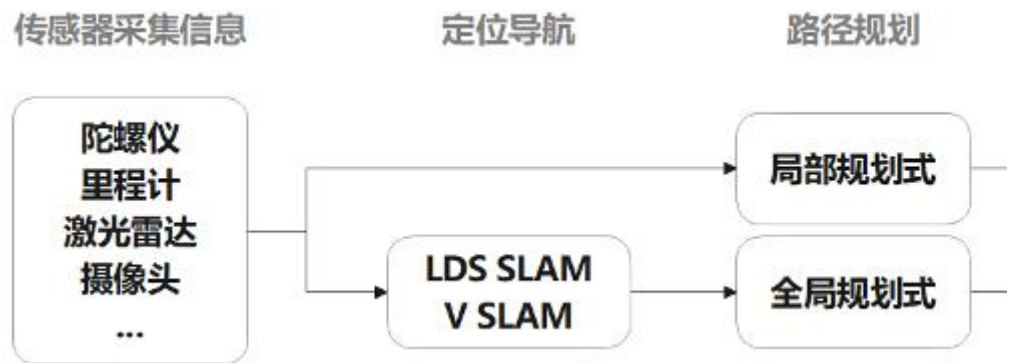 传感器采集信息
定位导航
路径规划
陀螺仪
里程计
激光雷达
摄像头
...
LDS SLAM
V SLAM
局部规划式
全局规划式